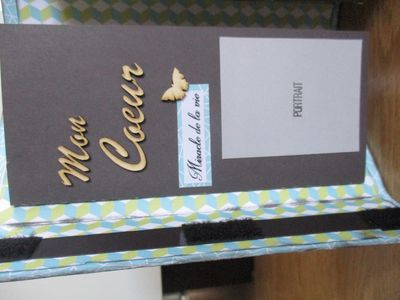 Mon
Coeur
Miracle de la vie
PORTRAIT